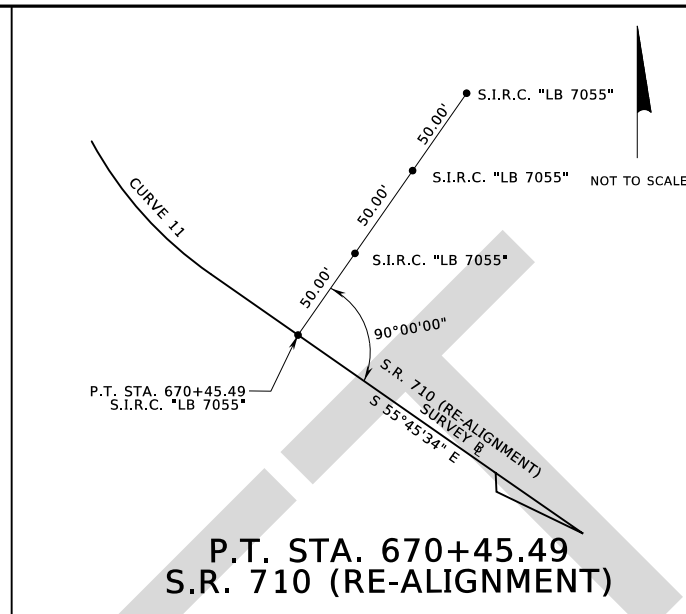 S.I.R.C. "LB 7055"
50.00'
S.I.R.C. "LB 7055"
NOT TO SCALE
50.00'
CURVE 11
S.I.R.C. "LB 7055"
50.00'
90°00'00"
P.T. STA. 670+45.49
S.I.R.C. "LB 7055"
S.R. 710 (RE-ALIGNMENT)
SURVEY ℄
S 55°45'34" E
P.T. STA. 670+45.49
S.R. 710 (RE-ALIGNMENT)